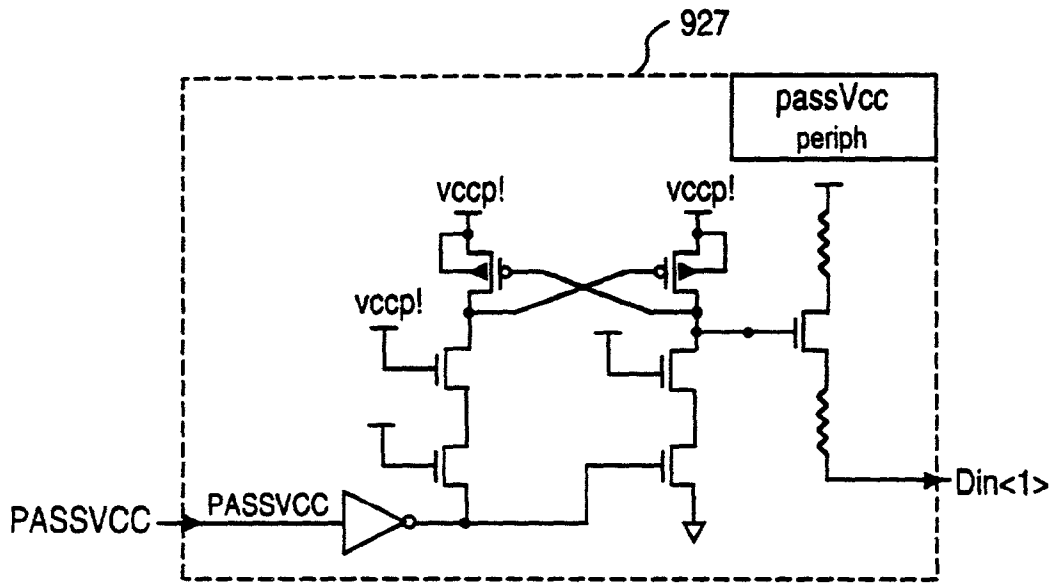 927
passVcc
periph
vccp!
vccp!
vccp!
PASSVCC
PASSVCC
Din<1>